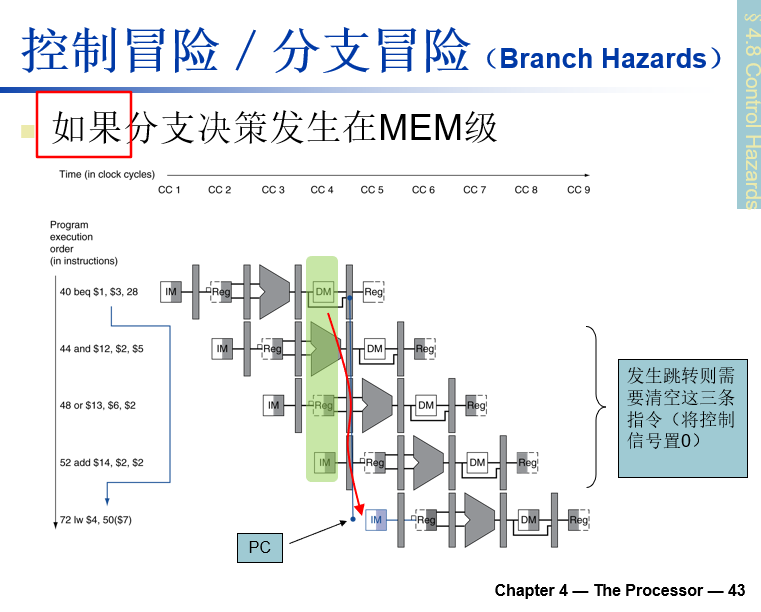 控制冒险／分支冒险（Branch Hazards）
§4.8 Control Hazards
如果分支决策发生在MEM级
Time (in clock cycles)
CC 1 CC 2 CC 3 CC 4 CC 5 CC 6 CC 7 CC 8 CC 9
Program
execution
order
(in instructions)
40 beq $1, $3, 28
IM Reg DM Reg
44 and $12, $2, $5
IM Reg DM Reg
48 or $13, $6, $2
IM Reg DM Reg
52 add $14, $2, $2
IM Reg DM Reg
72 lw $4, 50($7)
IM Reg DM Reg
发生跳转则需
要清空这三条
指令（将控制
信号置0）
PC
Chapter 4 — The Processor — 43